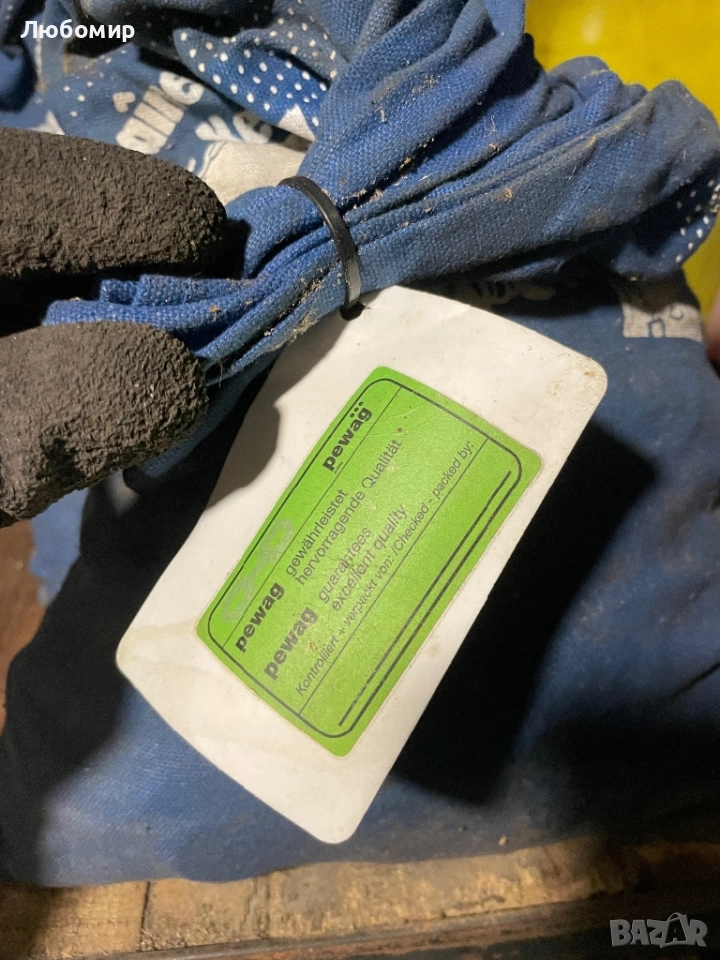 Любомир
pewag
pewag gewährleistet
hervorragende Qualität
pewag guarantees
excellent quality
Kontrolliert + verpackt von: /Checked - packed by:
BAZAR